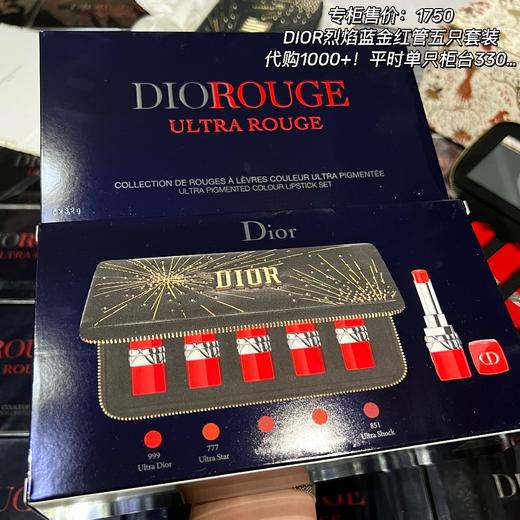 专柜售价：1750
DIOR烈焰蓝金红管五只套装
代购1000+！平时单只柜台330...
DIOROUGE
ULTRA ROUGE
COLLECTION DE ROUGES À LÈVRES COULEUR ULTRA PIGMENTÉE
ULTRA PIGMENTED COLOUR LIPSTICK SET
Dior
DIOR
999
Ultra Dior
777
Ultra Star
851
Ultra Shock